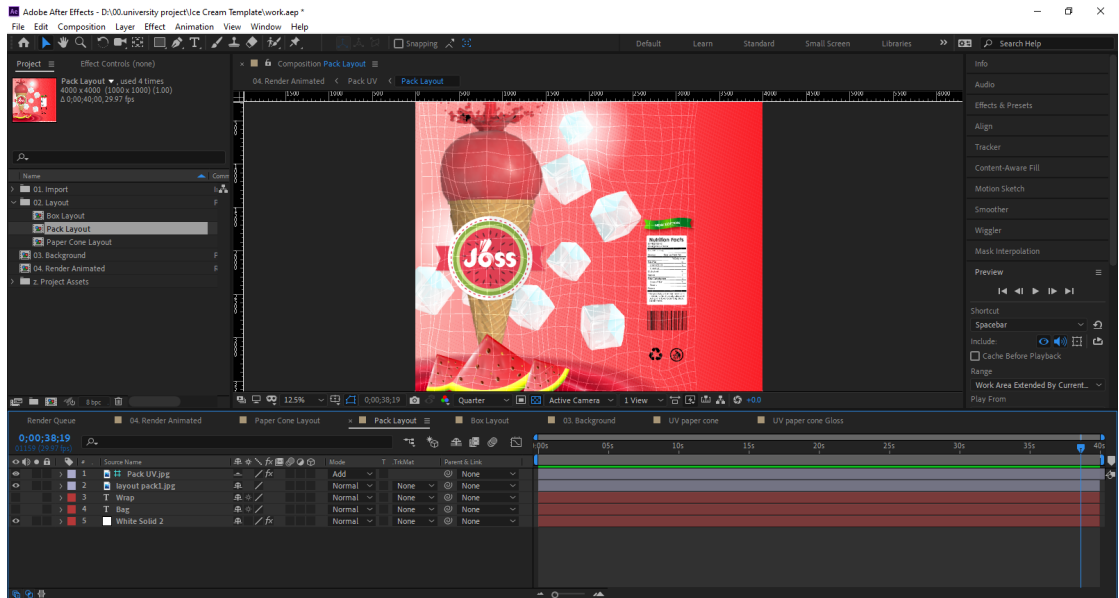 Adobe After Effects - D:\00.university project\Ice Cream Template\work.aep *
File Edit Composition Layer Effect Animation View Window Help
Snapping Default Learn Standard Small Screen Libraries Search Help
Project Effect Controls (none) Composition Pack Layout Info
Pack Layout , used 4 times
4000 x 4000 (1000 x 1000) (1.00)
Δ 0;00;40;00, 29.97 fps
04. Render Animated Pack UV Pack Layout
Audio
Effects & Presets
Align
Tracker
Content-Aware Fill
Motion Sketch
Smoother
Wiggler
Mask Interpolation
Name Comm
01. Import
02. Layout
Box Layout
Pack Layout
Paper Cone Layout
03. Background
04. Render Animated
z. Project Assets
Joss
Nutrition Facts
Preview
Shortcut
Spacebar
Include:
Cache Before Playback
Range
Work Area Extended By Current...
Play From
8 bpc 12.5% 0;00;38;19 Quarter Active Camera 1 View +0.0
Render Queue 04. Render Animated Paper Cone Layout Pack Layout Box Layout 03. Background UV paper cone UV paper cone Gloss
0;00;38;19
01159 (29.97 fps)
:00s 05s 10s 15s 20s 25s 30s 35s 40s
# Source Name Mode T TrkMat Parent & Link
1 Pack UV.jpg Add None
2 layout pack1.jpg Normal None None
3 T Wrap Normal None None
4 T Bag Normal None None
5 White Solid 2 Normal None None